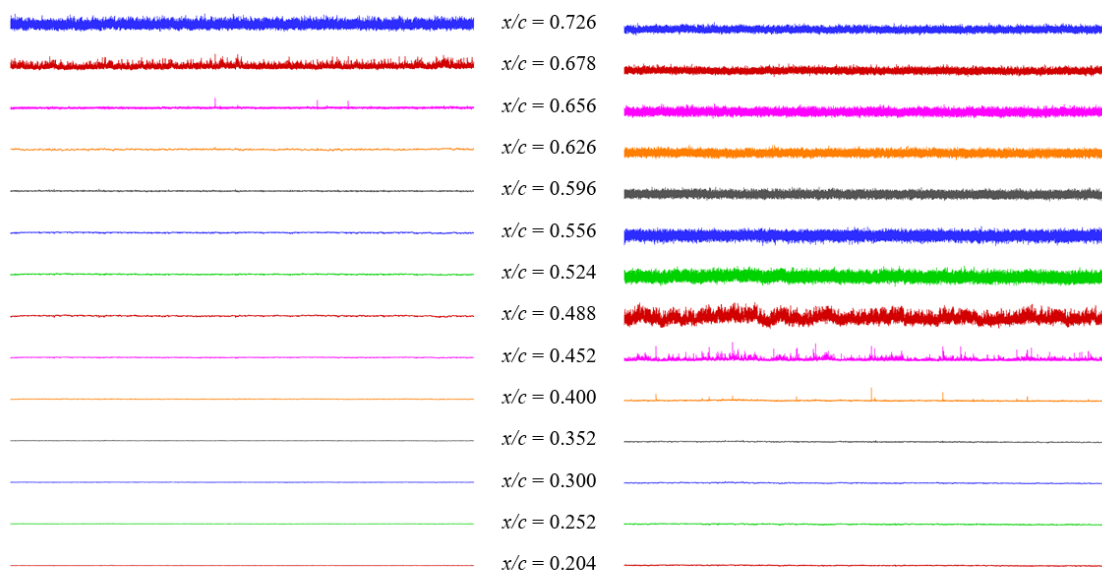 x/c = 0.726
x/c = 0.678
x/c = 0.656
x/c = 0.626
x/c = 0.596
x/c = 0.556
x/c = 0.524
x/c = 0.488
x/c = 0.452
x/c = 0.400
x/c = 0.352
x/c = 0.300
x/c = 0.252
x/c = 0.204